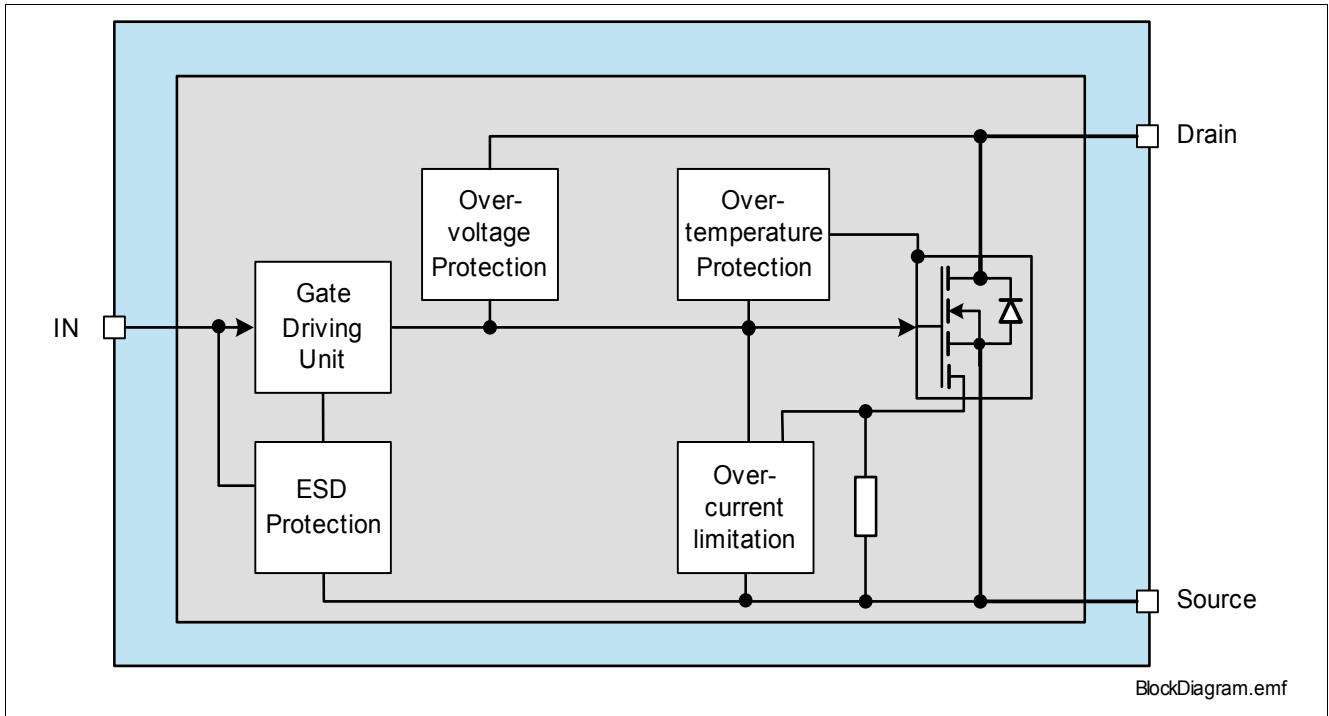 Drain
Over-
voltage
Protection
Over-
temperature
Protection
Gate
Driving
Unit
IN
ESD
Protection
Over-
current
limitation
Source
BlockDiagram.emf